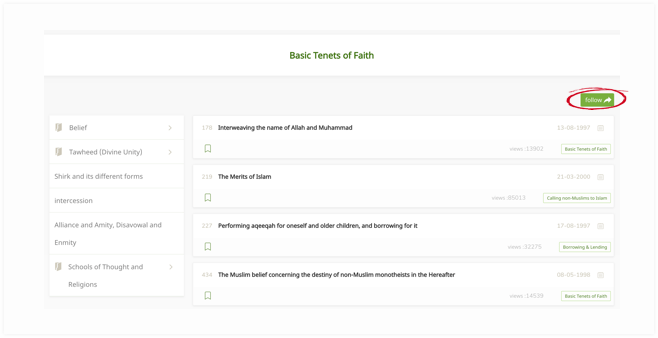 Basic Tenets of Faith
follow
Belief
Tawheed (Divine Unity)
Shirk and its different forms
intercession
Alliance and Amity, Disavowal and
Enmity
Schools of Thought and
Religions
178 Interweaving the name of Allah and Muhammad 13-08-1997
views: 13902 Basic Tenets of Faith
219 The Merits of Islam 21-03-2000
views: 85013 Calling non-Muslims to Islam
227 Performing aqeeqah for oneself and older children, and borrowing for it 17-08-1997
views: 32275 Borrowing & Lending
434 The Muslim belief concerning the destiny of non-Muslim monotheists in the Hereafter 08-05-1998
views: 14539 Basic Tenets of Faith